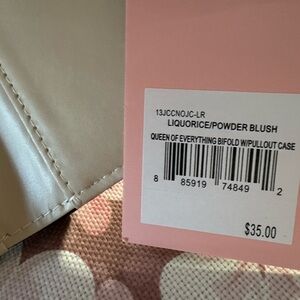 13JCCNOJC-LR
LIQUORICE/POWDER BLUSH
QUEEN OF EVERYTHING BIFOLD W/PULLOUT CASE
8 85919 74849 2
$35.00